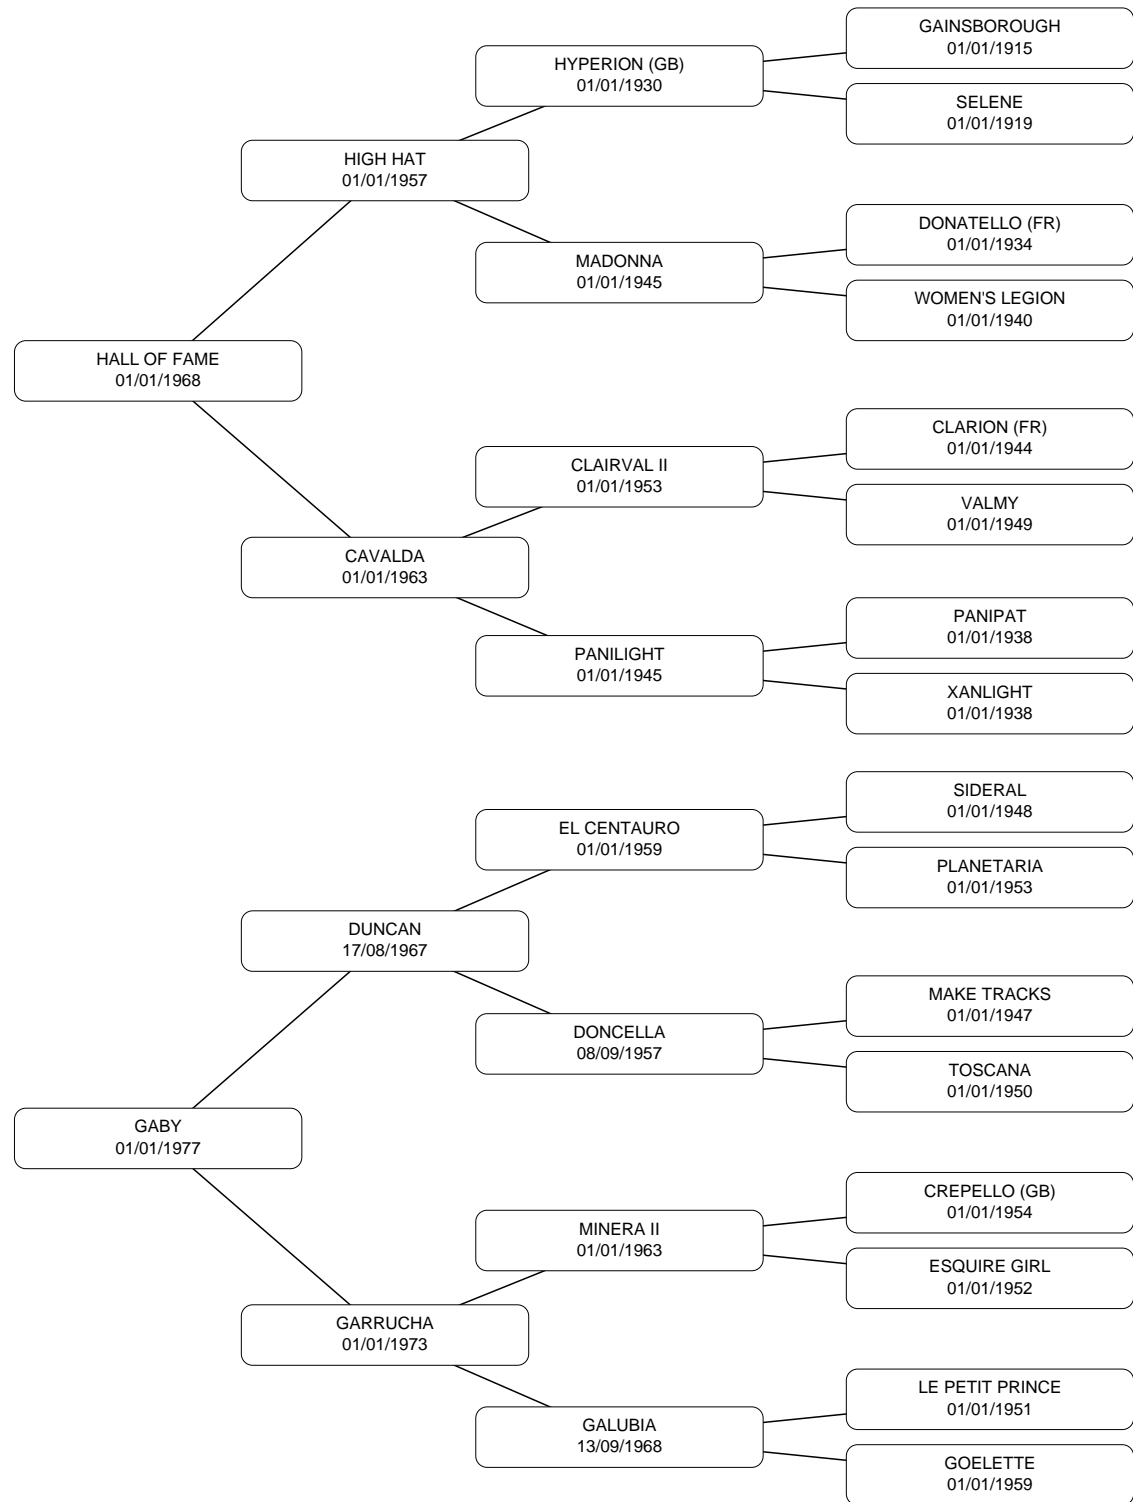 GAINSBOROUGH
01/01/1915
HYPERION (GB)
01/01/1930
SELENE
01/01/1919
HIGH HAT
01/01/1957
DONATELLO (FR)
01/01/1934
MADONNA
01/01/1945
WOMEN'S LEGION
01/01/1940
HALL OF FAME
01/01/1968
CLARION (FR)
01/01/1944
CLAIRVAL II
01/01/1953
VALMY
01/01/1949
CAVALDA
01/01/1963
PANIPAT
01/01/1938
PANILIGHT
01/01/1945
XANLIGHT
01/01/1938
SIDERAL
01/01/1948
EL CENTAURO
01/01/1959
PLANETARIA
01/01/1953
DUNCAN
17/08/1967
MAKE TRACKS
01/01/1947
DONCELLA
08/09/1957
TOSCANA
01/01/1950
GABY
01/01/1977
CREPELLO (GB)
01/01/1954
MINERA II
01/01/1963
ESQUIRE GIRL
01/01/1952
GARRUCHA
01/01/1973
LE PETIT PRINCE
01/01/1951
GALUBIA
13/09/1968
GOELETTE
01/01/1959